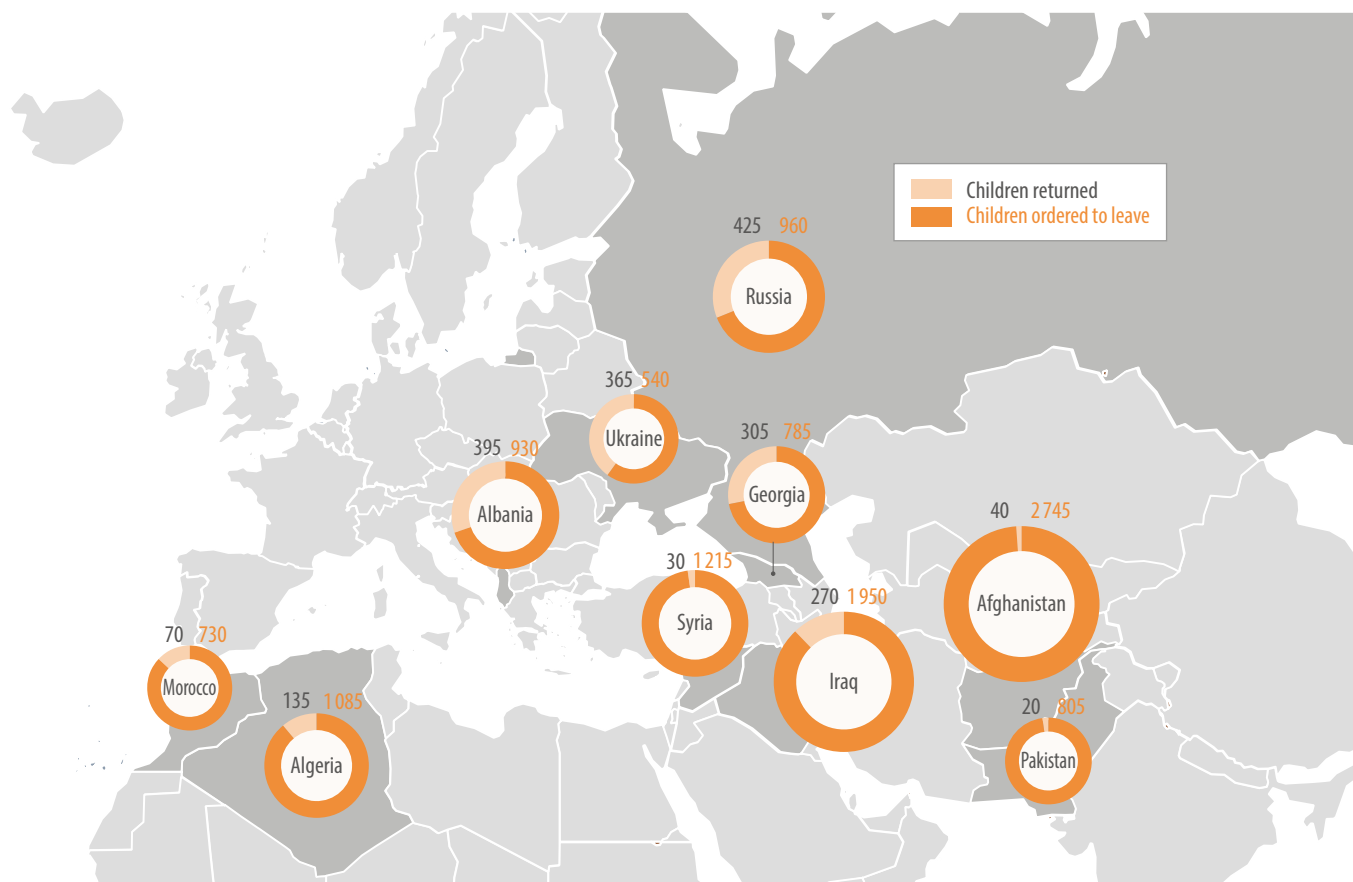 Children returned
Children ordered to leave
425 960
Russia
365 540
Ukraine
395 930
Albania
305 785
Georgia
40 2 745
Afghanistan
30 1 215
Syria
270 1 950
Iraq
70 730
Morocco
135 1 085
Algeria
20 805
Pakistan